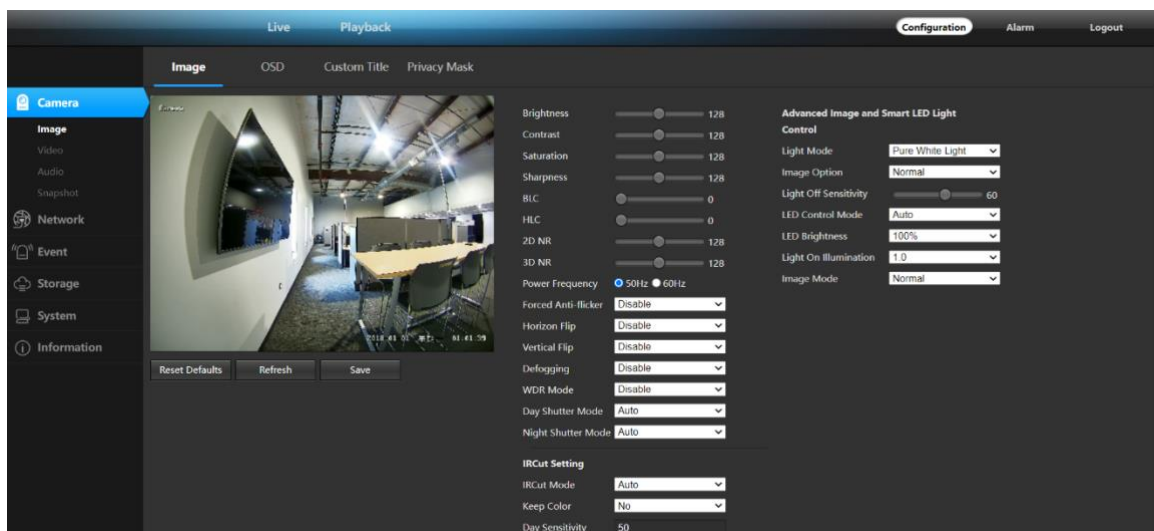 Live Playback Configuration Alarm Logout
Image OSD Custom Title Privacy Mask
Camera
Image
Video
Audio
Snapshot
Network
Event
Storage
System
Information
Reset Defaults Refresh Save
Brightness 128
Contrast 128
Saturation 128
Sharpness 128
BLC 0
HLC 0
2D NR 128
3D NR 128
Power Frequency 50Hz 60Hz
Forced Anti-flicker Disable
Horizon Flip Disable
Vertical Flip Disable
Defogging Disable
WDR Mode Disable
Day Shutter Mode Auto
Night Shutter Mode Auto
IRCut Setting
IRCut Mode Auto
Keep Color No
Day Sensitivity 50
Advanced Image and Smart LED Light
Control
Light Mode Pure White Light
Image Option Normal
Light Off Sensitivity 60
LED Control Mode Auto
LED Brightness 100%
Light On Illumination 1.0
Image Mode Normal